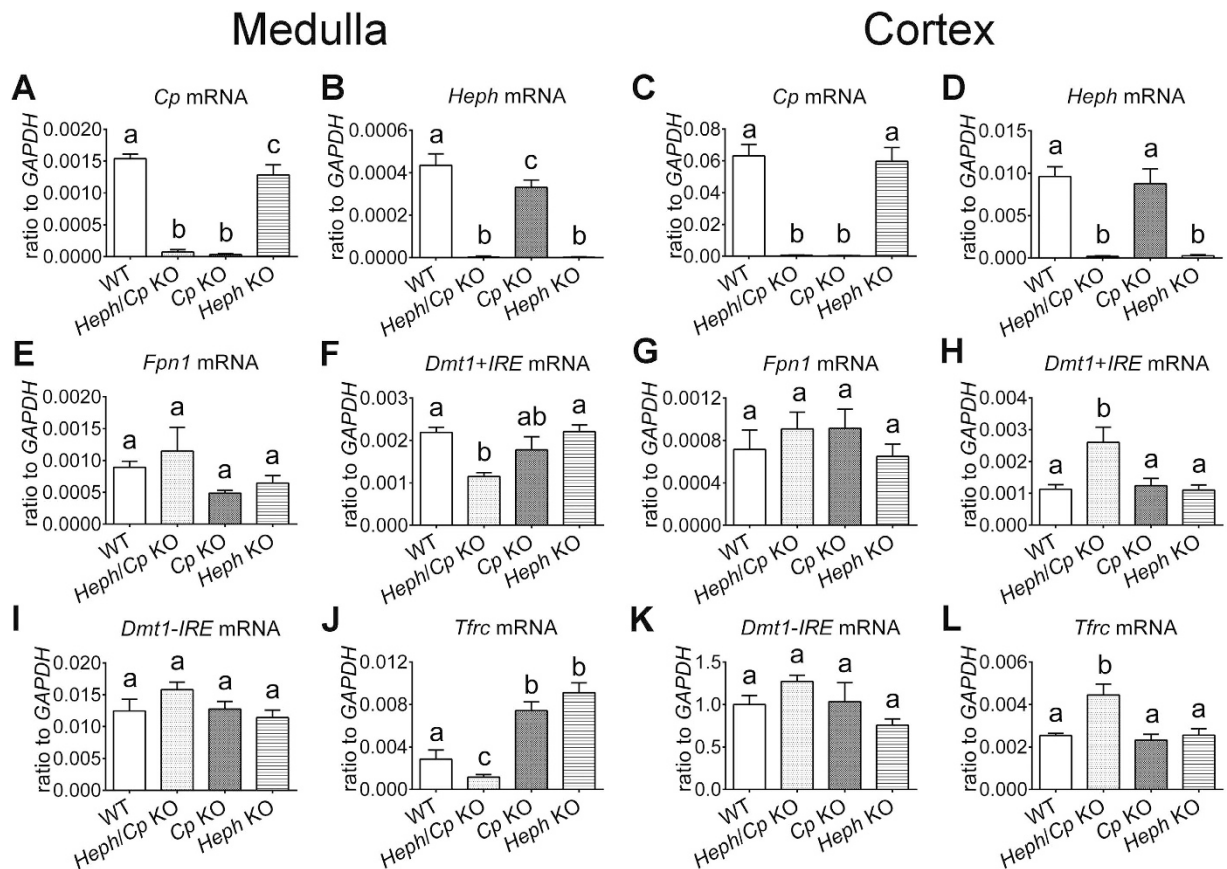 Medulla
Cortex
A
Cp mRNA
ratio to GAPDH
0.0020
0.0015
0.0010
0.0005
0.0000
a
b
b
c
WT
Heph/Cp KO
Cp KO
Heph KO
B
Heph mRNA
ratio to GAPDH
0.0006
0.0004
0.0002
0.0000
a
b
c
b
WT
Heph/Cp KO
Cp KO
Heph KO
C
Cp mRNA
ratio to GAPDH
0.08
0.06
0.04
0.02
0.00
a
b
b
a
WT
Heph/Cp KO
Cp KO
Heph KO
D
Heph mRNA
ratio to GAPDH
0.015
0.010
0.005
0.000
a
b
a
b
WT
Heph/Cp KO
Cp KO
Heph KO
E
Fpn1 mRNA
ratio to GAPDH
0.0020
0.0015
0.0010
0.0005
0.0000
a
a
a
a
WT
Heph/Cp KO
Cp KO
Heph KO
F
Dmt1+IRE mRNA
ratio to GAPDH
0.003
0.002
0.001
0.000
a
b
ab
a
WT
Heph/Cp KO
Cp KO
Heph KO
G
Fpn1 mRNA
ratio to GAPDH
0.0012
0.0008
0.0004
0.0000
a
a
a
a
WT
Heph/Cp KO
Cp KO
Heph KO
H
Dmt1+IRE mRNA
ratio to GAPDH
0.004
0.003
0.002
0.001
0.000
a
b
a
a
WT
Heph/Cp KO
Cp KO
Heph KO
I
Dmt1-IRE mRNA
ratio to GAPDH
0.020
0.015
0.010
0.005
0.000
a
a
a
a
WT
Heph/Cp KO
Cp KO
Heph KO
J
Tfrc mRNA
ratio to GAPDH
0.012
0.008
0.004
0.000
a
c
b
b
WT
Heph/Cp KO
Cp KO
Heph KO
K
Dmt1-IRE mRNA
ratio to GAPDH
1.5
1.0
0.5
0.0
a
a
a
a
WT
Heph/Cp KO
Cp KO
Heph KO
L
Tfrc mRNA
ratio to GAPDH
0.006
0.004
0.002
0.000
a
b
a
a
WT
Heph/Cp KO
Cp KO
Heph KO